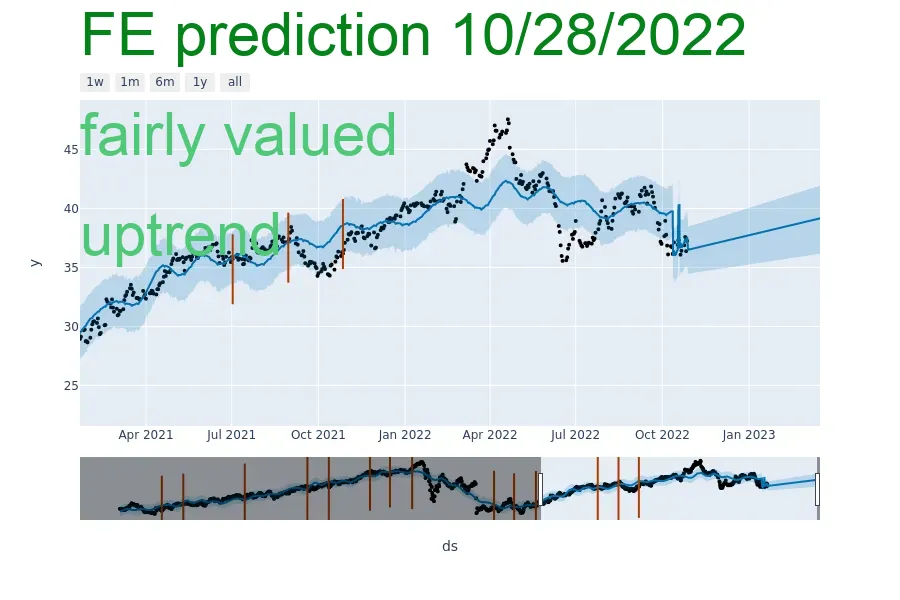 FE prediction 10/28/2022
1w 1m 6m 1y all
fairly valued
uptrend
45
40
35
30
25
y
Apr 2021 Jul 2021 Oct 2021 Jan 2022 Apr 2022 Jul 2022 Oct 2022 Jan 2023
ds